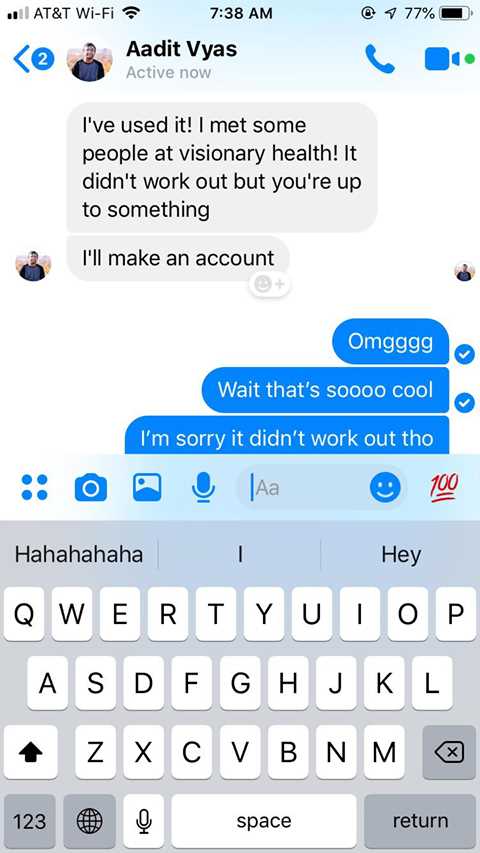 AT&T Wi-Fi 7:38 AM 77%
2 Aadit Vyas
Active now
I've used it! I met some
people at visionary health! It
didn't work out but you're up
to something
I'll make an account
Omgggg
Wait that’s soooo cool
I’m sorry it didn’t work out tho
Aa 💯
Hahahahaha I Hey
Q W E R T Y U I O P
A S D F G H J K L
Z X C V B N M
123 space return